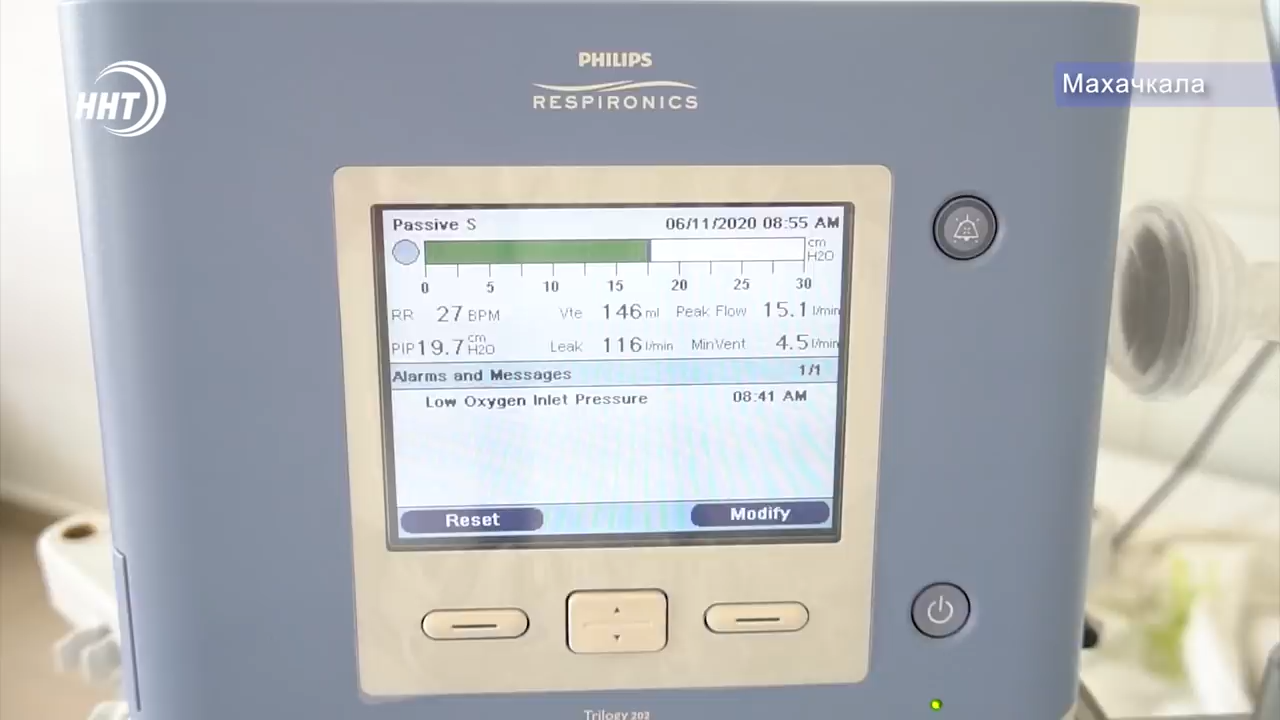 PHILIPS
RESPIRONICS
ННТ
Махачкала
Passive S 06/11/2020 08:55 AM
cm H2O
0 5 10 15 20 25 30
RR 27 BPM Vte 146 ml Peak Flow 15.1 l/min
PIP 19.7 cm H2O Leak 116 l/min MinVent 4.5 l/min
Alarms and Messages 1/1
Low Oxygen Inlet Pressure 08:41 AM
Reset Modify
Trilogy 202